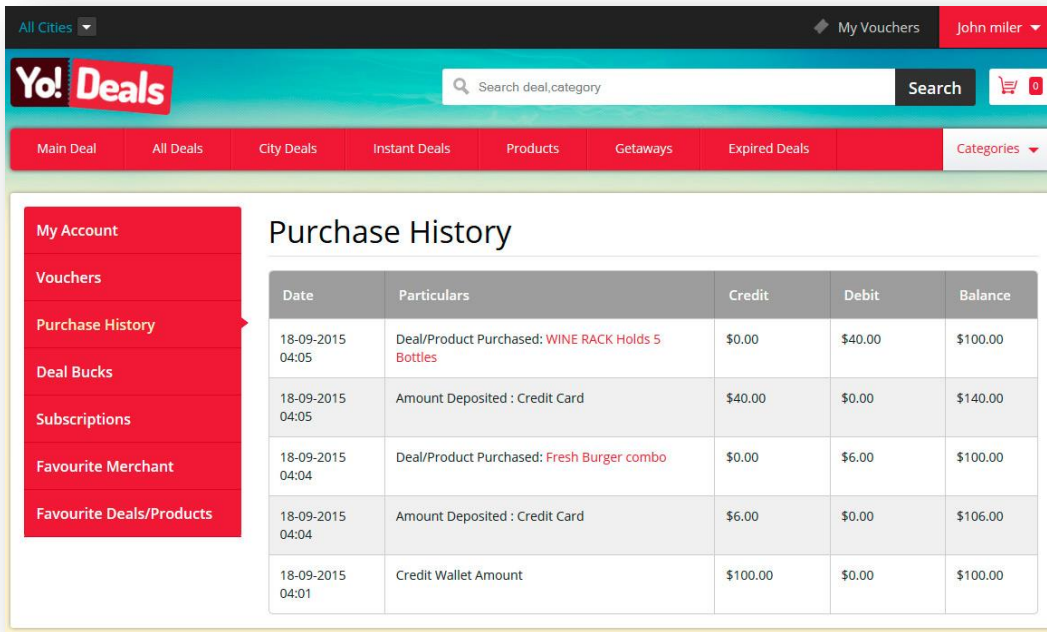 All Cities
My Vouchers
John miler
Yo! Deals
Search deal,category
Search
0
Main Deal
All Deals
City Deals
Instant Deals
Products
Getaways
Expired Deals
Categories
My Account
Vouchers
Purchase History
Deal Bucks
Subscriptions
Favourite Merchant
Favourite Deals/Products
Purchase History
Date Particulars Credit Debit Balance
18-09-2015 Deal/Product Purchased: WINE RACK Holds 5 $0.00 $40.00 $100.00
04:05 Bottles
18-09-2015 Amount Deposited : Credit Card $40.00 $0.00 $140.00
04:05
18-09-2015 Deal/Product Purchased: Fresh Burger combo $0.00 $6.00 $100.00
04:04
18-09-2015 Amount Deposited : Credit Card $6.00 $0.00 $106.00
04:04
18-09-2015 Credit Wallet Amount $100.00 $0.00 $100.00
04:01